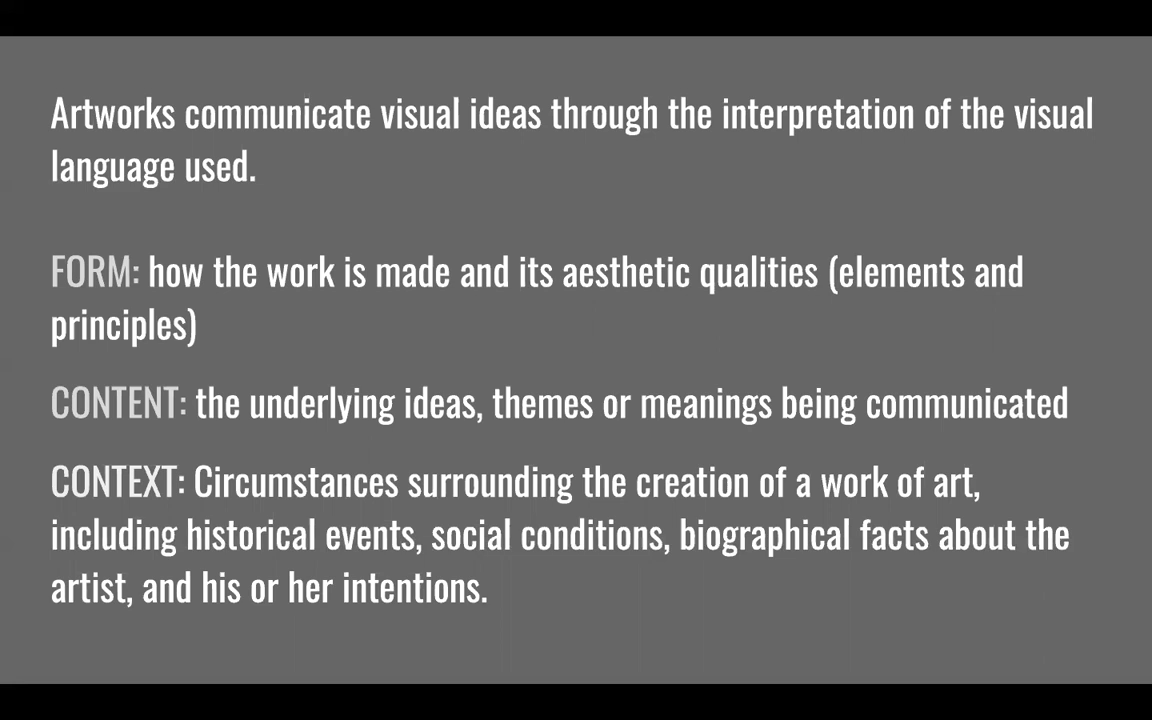 Artworks communicate visual ideas through the interpretation of the visual
language used.
FORM: how the work is made and its aesthetic qualities (elements and
principles)
CONTENT: the underlying ideas, themes or meanings being communicated
CONTEXT: Circumstances surrounding the creation of a work of art,
including historical events, social conditions, biographical facts about the
artist, and his or her intentions.